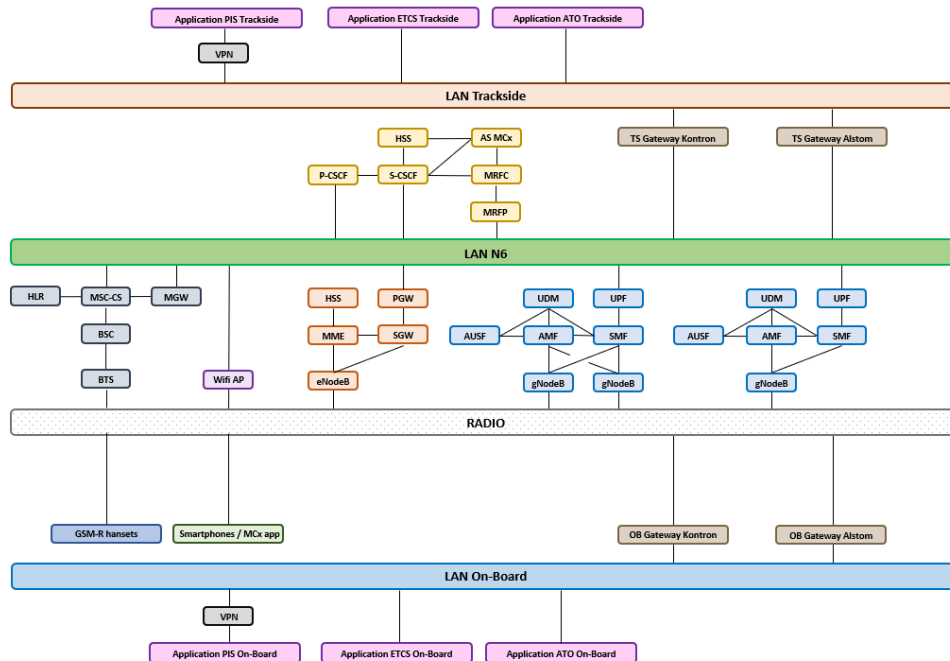 Application PIS Trackside
Application ETCS Trackside
Application ATO Trackside
VPN
LAN Trackside
HSS
AS MCx
TS Gateway Kontron
TS Gateway Alstom
P-CSCF
S-CSCF
MRFC
MRFP
LAN N6
HLR
MSC-CS
MGW
HSS
PGW
UDM
UPF
UDM
UPF
BSC
MME
SGW
AUSF
AMF
SMF
AUSF
AMF
SMF
BTS
Wifi AP
eNodeB
gNodeB
gNodeB
gNodeB
RADIO
GSM-R hansets
Smartphones / MCx app
OB Gateway Kontron
OB Gateway Alstom
LAN On-Board
VPN
Application PIS On-Board
Application ETCS On-Board
Application ATO On-Board